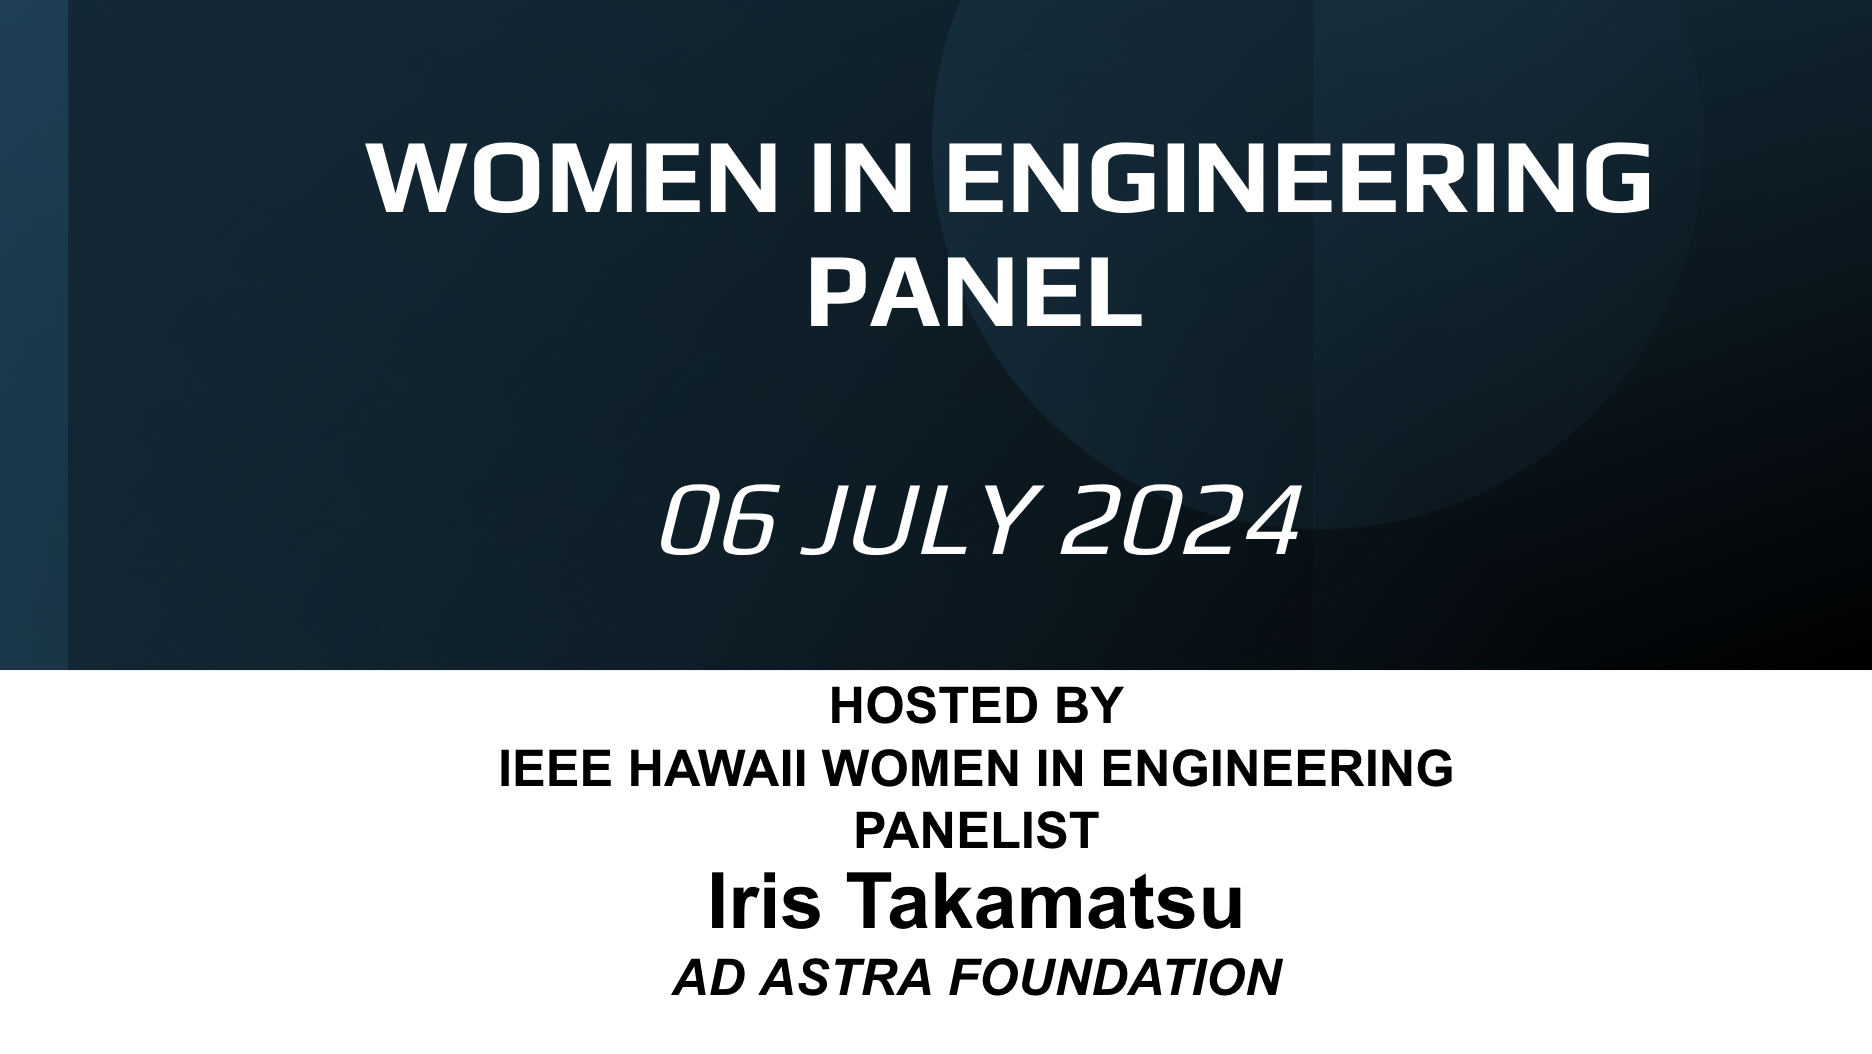 WOMEN IN ENGINEERING
PANEL
06 JULY 2024
HOSTED BY
IEEE HAWAII WOMEN IN ENGINEERING
PANELIST
Iris Takamatsu
AD ASTRA FOUNDATION